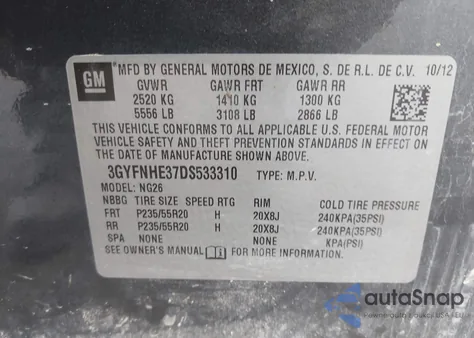 GM
MFD BY GENERAL MOTORS DE MEXICO, S. DE R.L. DE C.V. 10/12
GVWR GAWR FRT GAWR RR
2520 KG 1410 KG 1300 KG
5556 LB 3108 LB 2866 LB
THIS VEHICLE CONFORMS TO ALL APPLICABLE U.S. FEDERAL MOTOR
VEHICLE SAFETY AND THEFT PREVENTION STANDARDS IN EFFECT ON
THE DATE OF MANUFACTURE SHOWN ABOVE.
3GYFNHE37DS533310 TYPE: M.P.V.
MODEL: NG26
NBBG TIRE SIZE SPEED RTG RIM COLD TIRE PRESSURE
FRT P235/55R20 H 20X8J 240KPA(35PSI)
RR P235/55R20 H 20X8J 240KPA(35PSI)
SPA NONE NONE KPA(PSI)
SEE OWNER'S MANUAL FOR MORE INFORMATION
autoSnap